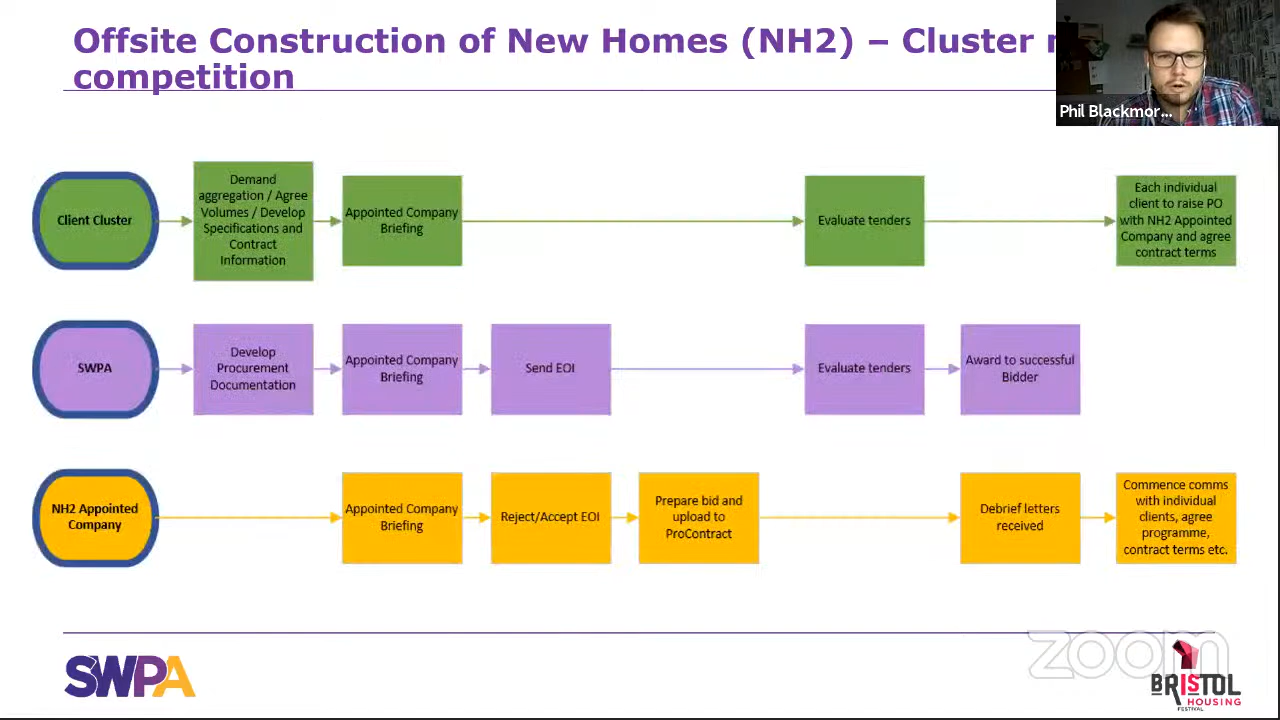 Offsite Construction of New Homes (NH2) – Cluster
competition
Phil Blackmor...
Client Cluster
Demand
aggregation / Agree
Volumes / Develop
Specifications and
Contract
Information
Appointed Company
Briefing
Evaluate tenders
Each individual
client to raise PO
with NH2 Appointed
Company and agree
contract terms
SWPA
Develop
Procurement
Documentation
Appointed Company
Briefing
Send EOI
Evaluate tenders
Award to successful
Bidder
NH2 Appointed
Company
Appointed Company
Briefing
Reject/Accept EOI
Prepare bid and
upload to
ProContract
Debrief letters
received
Commence comms
with individual
clients, agree
programme,
contract terms etc.
SWPA
zoom
BRISTOL
HOUSING
FESTIVAL